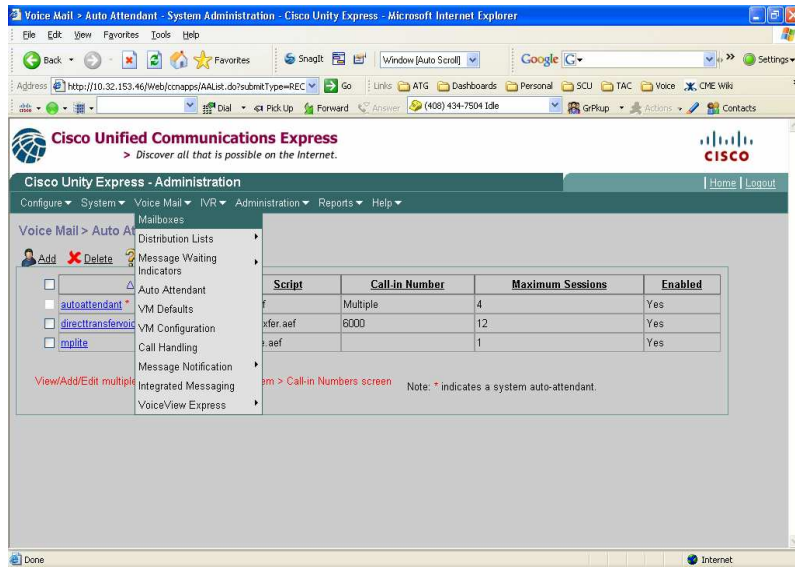 Voice Mail > Auto Attendant - System Administration - Cisco Unity Express - Microsoft Internet Explorer
File Edit View Favorites Tools Help
Back Favorites SnagIt Window [Auto Scroll] Google G Settings
Address http://10.32.153.46/Web/ccnapps/AAList.do?submitType=REC Go Links ATG Dashboards Personal SCU TAC Voice CME Wiki
Dial Pick Up Forward Answer (408) 434-7504 Idle GrPkup Actions Contacts
Cisco Unified Communications Express
> Discover all that is possible on the Internet.
CISCO
Cisco Unity Express - Administration
Home | Logout
Configure System Voice Mail IVR Administration Reports Help
Voice Mail > Auto At
Add Delete ?
Script Call-in Number Maximum Sessions Enabled
autoattendant * f Multiple 4 Yes
directtransfervoic xfer.aef 6000 12 Yes
mplite e.aef 1 Yes
View/Add/Edit multiple em > Call-in Numbers screen Note: * indicates a system auto-attendant.
Mailboxes
Distribution Lists
Message Waiting
Indicators
Auto Attendant
VM Defaults
VM Configuration
Call Handling
Message Notification
Integrated Messaging
VoiceView Express
Done Internet